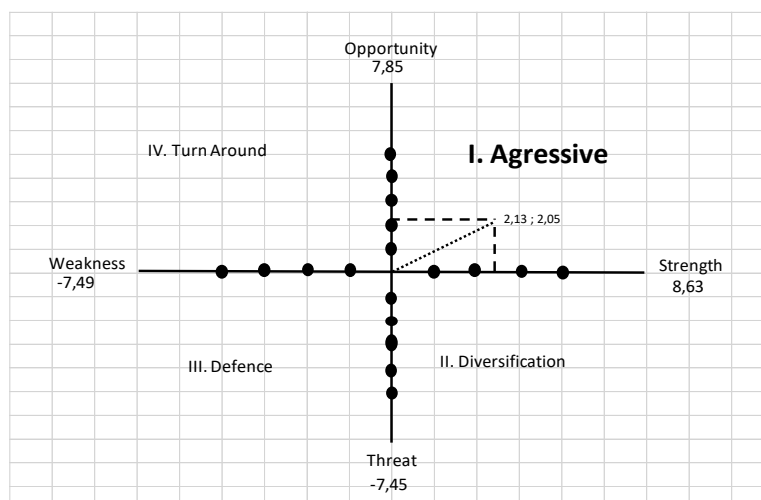 Opportunity
7,85
IV. Turn Around
I. Agressive
2,13 ; 2,05
Weakness
-7,49
Strength
8,63
III. Defence
II. Diversification
Threat
-7,45